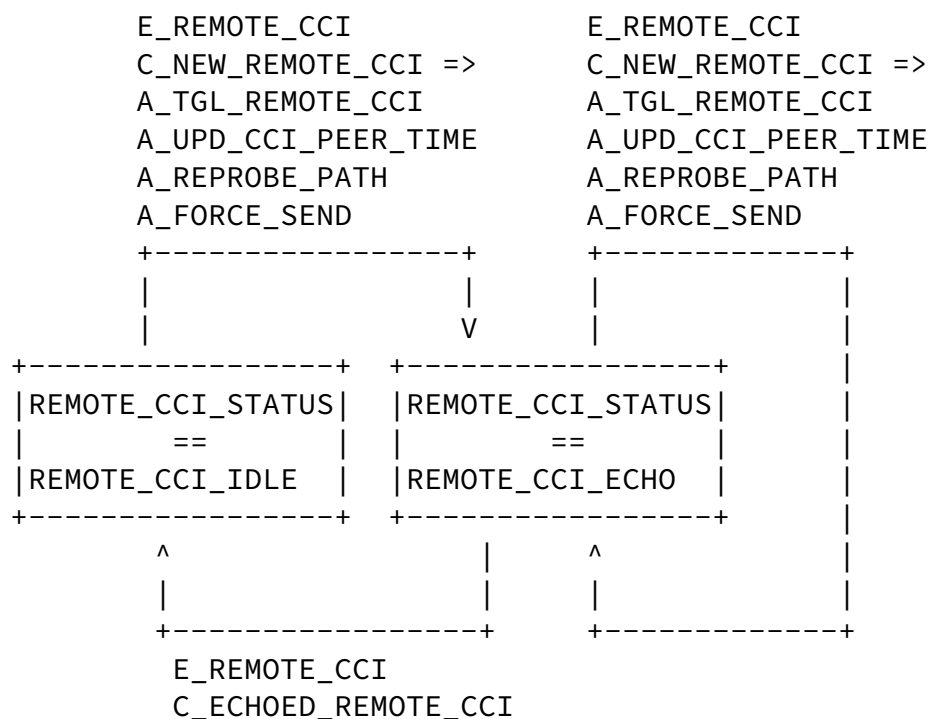 E_REMOTE_CCI E_REMOTE_CCI
C_NEW_REMOTE_CCI => C_NEW_REMOTE_CCI =>
A_TGL_REMOTE_CCI A_TGL_REMOTE_CCI
A_UPD_CCI_PEER_TIME A_UPD_CCI_PEER_TIME
A_REPROBE_PATH A_REPROBE_PATH
A_FORCE_SEND A_FORCE_SEND
REMOTE_CCI_STATUS REMOTE_CCI_STATUS
== ==
REMOTE_CCI_IDLE REMOTE_CCI_ECHO
E_REMOTE_CCI
C_ECHOED_REMOTE_CCI